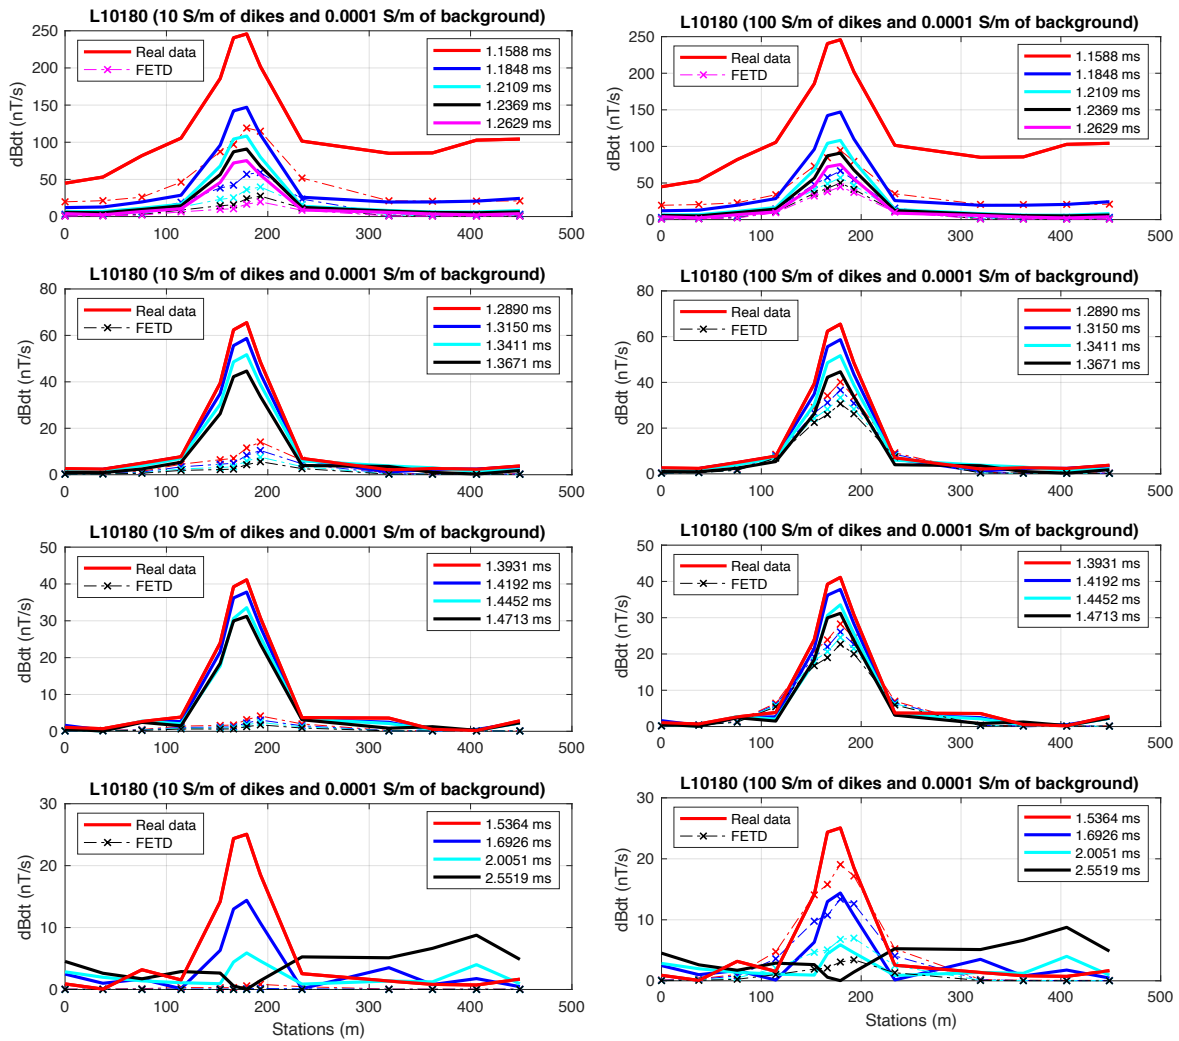 L10180 (10 S/m of dikes and 0.0001 S/m of background)
250
200
150
100
50
0
dBdt (nT/s)
Real data
FETD
1.1588 ms
1.1848 ms
1.2109 ms
1.2369 ms
1.2629 ms
0 100 200 300 400 500
L10180 (100 S/m of dikes and 0.0001 S/m of background)
250
200
150
100
50
0
dBdt (nT/s)
Real data
FETD
1.1588 ms
1.1848 ms
1.2109 ms
1.2369 ms
1.2629 ms
0 100 200 300 400 500
L10180 (10 S/m of dikes and 0.0001 S/m of background)
80
60
40
20
0
dBdt (nT/s)
Real data
FETD
1.2890 ms
1.3150 ms
1.3411 ms
1.3671 ms
0 100 200 300 400 500
L10180 (100 S/m of dikes and 0.0001 S/m of background)
80
60
40
20
0
dBdt (nT/s)
Real data
FETD
1.2890 ms
1.3150 ms
1.3411 ms
1.3671 ms
0 100 200 300 400 500
L10180 (10 S/m of dikes and 0.0001 S/m of background)
50
40
30
20
10
0
dBdt (nT/s)
Real data
FETD
1.3931 ms
1.4192 ms
1.4452 ms
1.4713 ms
0 100 200 300 400 500
L10180 (100 S/m of dikes and 0.0001 S/m of background)
50
40
30
20
10
0
dBdt (nT/s)
Real data
FETD
1.3931 ms
1.4192 ms
1.4452 ms
1.4713 ms
0 100 200 300 400 500
L10180 (10 S/m of dikes and 0.0001 S/m of background)
30
20
10
0
dBdt (nT/s)
Real data
FETD
1.5364 ms
1.6926 ms
2.0051 ms
2.5519 ms
0 100 200 300 400 500
Stations (m)
L10180 (100 S/m of dikes and 0.0001 S/m of background)
30
20
10
0
dBdt (nT/s)
Real data
FETD
1.5364 ms
1.6926 ms
2.0051 ms
2.5519 ms
0 100 200 300 400 500
Stations (m)